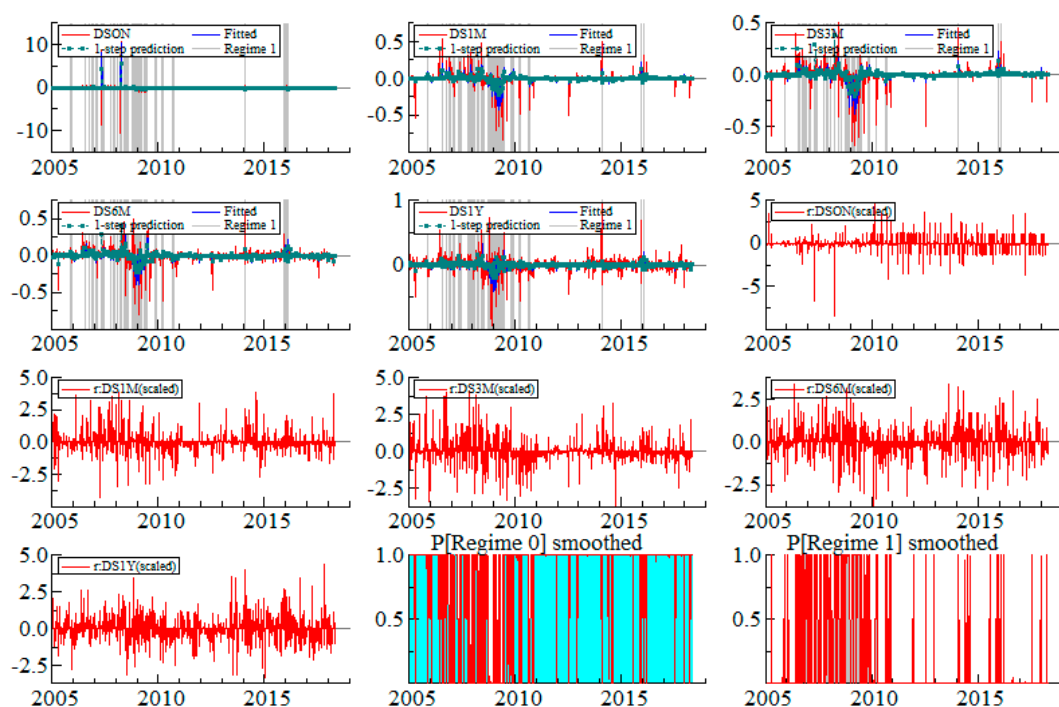 DSON Fitted
1-step prediction Regime 1
10
0
-10
2005 2010 2015
DS1M Fitted
1-step prediction Regime 1
0.5
0.0
-0.5
2005 2010 2015
DS3M Fitted
1-step prediction Regime 1
0.5
0.0
-0.5
2005 2010 2015
DS6M Fitted
1-step prediction Regime 1
0.5
0.0
-0.5
2005 2010 2015
DS1Y Fitted
1-step prediction Regime 1
1
0
2005 2010 2015
r:DSON(scaled)
5
0
-5
2005 2010 2015
r:DS1M(scaled)
5.0
2.5
0.0
-2.5
2005 2010 2015
r:DS3M(scaled)
5.0
2.5
0.0
-2.5
2005 2010 2015
r:DS6M(scaled)
2.5
0.0
-2.5
2005 2010 2015
r:DS1Y(scaled)
5.0
2.5
0.0
-2.5
2005 2010 2015
P[Regime 0] smoothed
1.0
0.5
2005 2010 2015
P[Regime 1] smoothed
1.0
0.5
2005 2010 2015